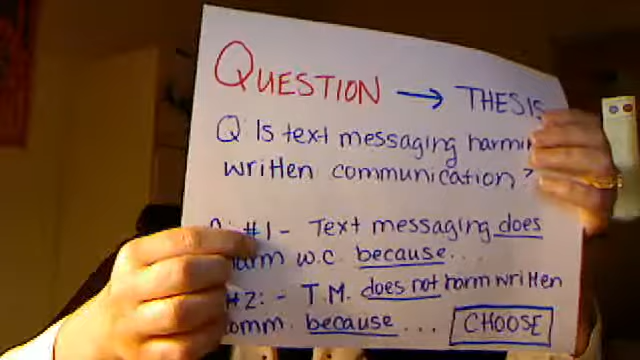 QUESTION → THESIS
Q Is text messaging harmin
written communication?
#1 - Text messaging does
harm w.c. because...
#2: - T.M. does not harm written
comm. because... CHOOSE